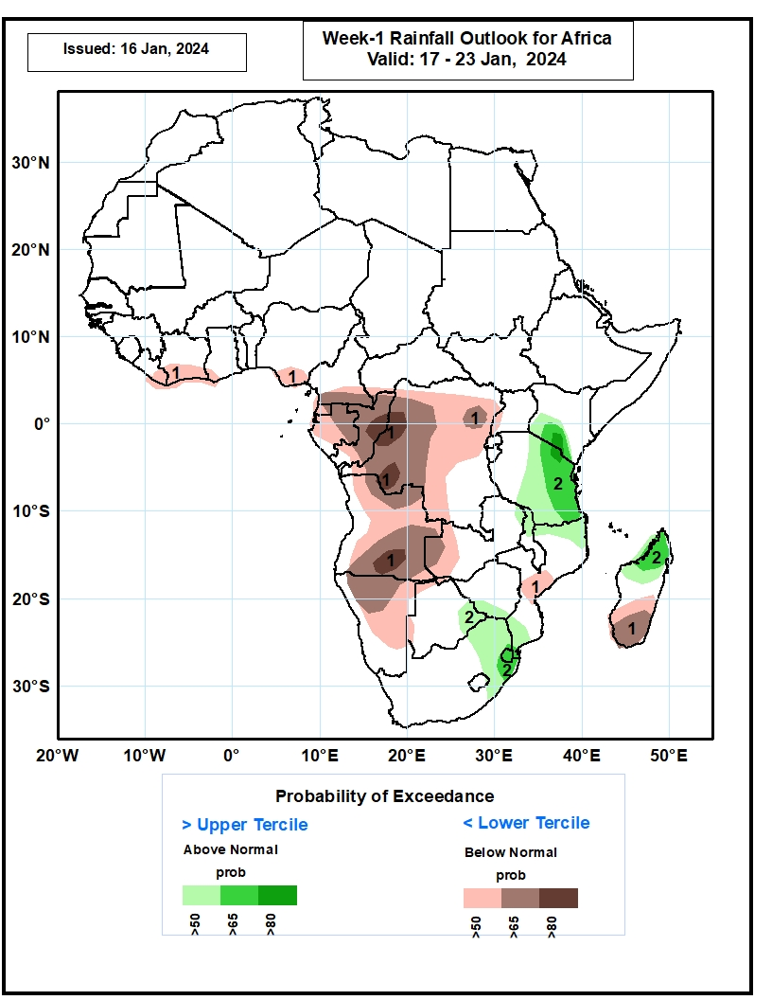 Issued: 16 Jan, 2024
Week-1 Rainfall Outlook for Africa
Valid: 17 - 23 Jan, 2024
30°N
20°N
10°N
0°
10°S
20°S
30°S
1
1
1
1
1
2
1
2
1
2
1
2
20°W
10°W
0°
10°E
20°E
30°E
40°E
50°E
Probability of Exceedance
> Upper Tercile
< Lower Tercile
Above Normal
Below Normal
prob
prob
>50
>65
>80
>50
>65
>80